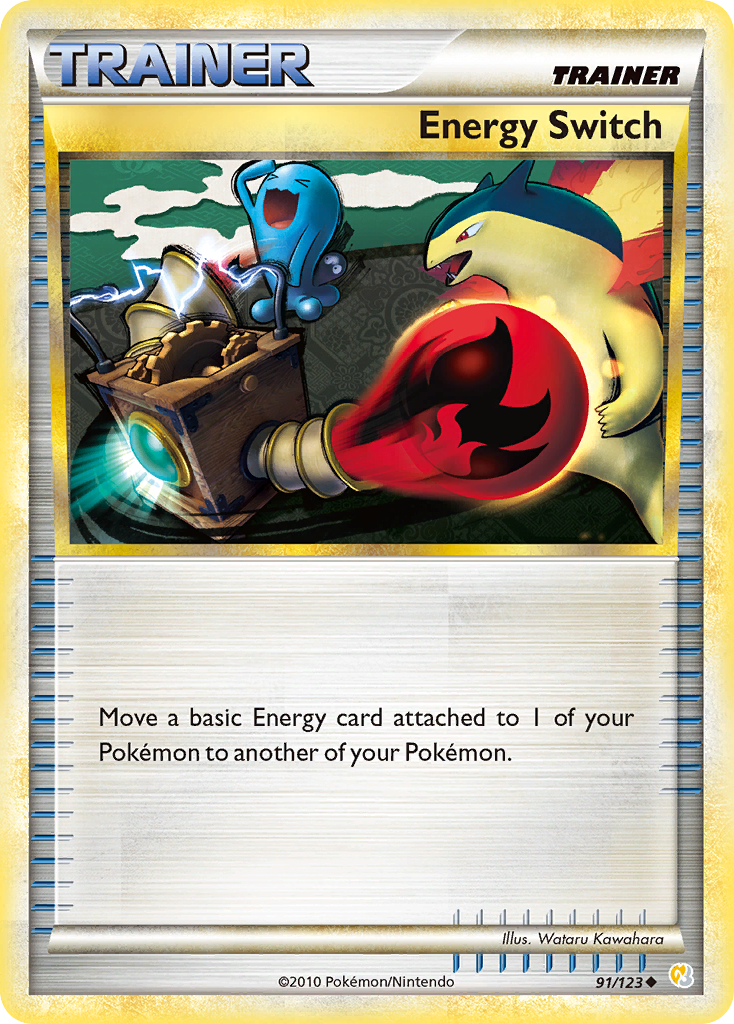 TRAINER
TRAINER
Energy Switch
Move a basic Energy card attached to 1 of your
Pokémon to another of your Pokémon.
Illus. Wataru Kawahara
©2010 Pokémon/Nintendo
91/123